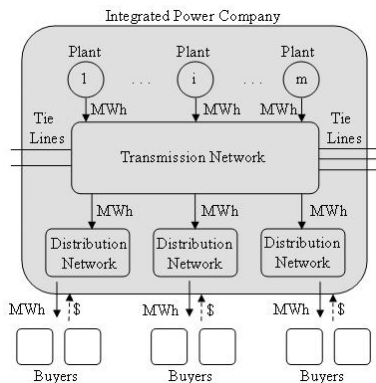 Integrated Power Company
Plant Plant Plant
1 . . . i . . . m
MWh MWh MWh
Tie Lines
Tie Lines
Transmission Network
MWh MWh MWh
Distribution Network
Distribution Network
Distribution Network
MWh $ MWh $ MWh $
Buyers Buyers Buyers